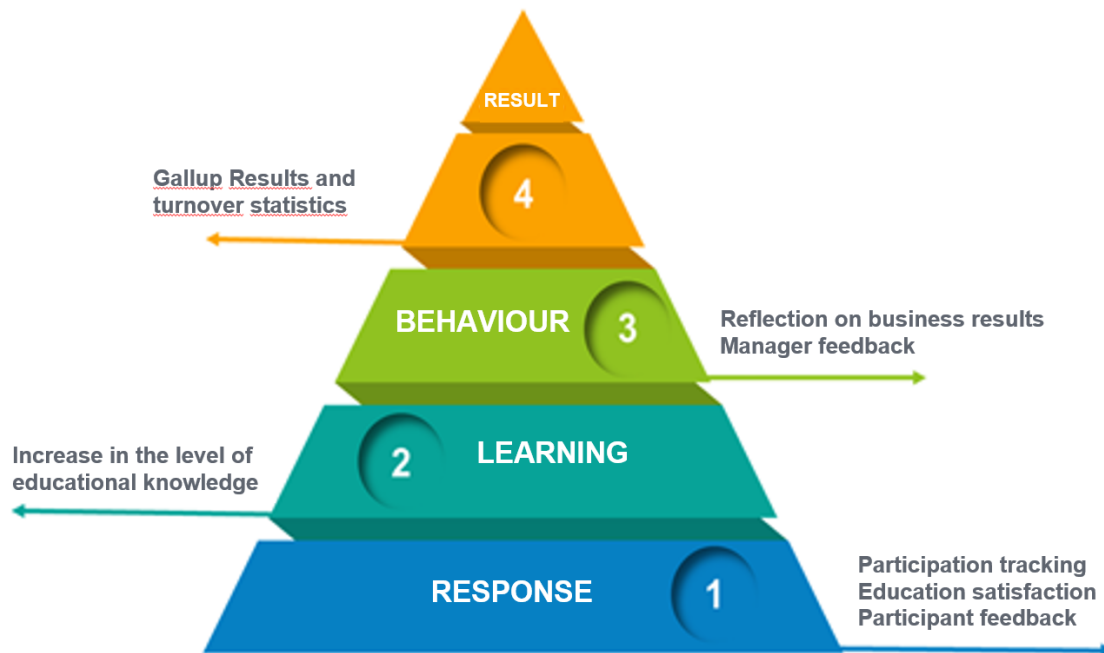 RESULT
4
Gallup Results and
turnover statistics
BEHAVIOUR
3
Reflection on business results
Manager feedback
2
LEARNING
Increase in the level of
educational knowledge
RESPONSE
1
Participation tracking
Education satisfaction
Participant feedback